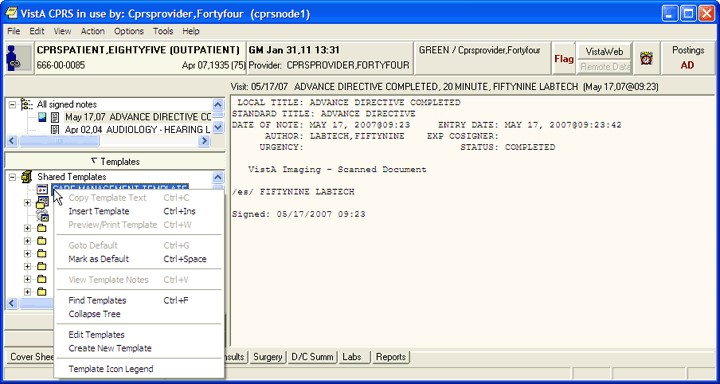 VistA CPRS in use by: Cprsprovider,Fortyfour (cprsnode1)
File Edit View Action Options Tools Help
CPRSPATIENT,EIGHTYFIVE (OUTPATIENT) GM Jan 31,11 13:31 GREEN / Cprsprovider,Fortyfour Flag VistaWeb Postings
666-00-0085 Apr 07,1935 (75) Provider: CPRSPROVIDER,FORTYFOUR Remote Data AD
Visit: 05/17/07 ADVANCE DIRECTIVE COMPLETED, 20 MINUTE, FIFTYNINE LABTECH (May 17,07@09:23)
All signed notes
May 17,07 ADVANCE DIRECTIVE CO
Apr 02,04 AUDIOLOGY - HEARING L
Templates
Shared Templates
CARE MANAGEMENT TEMPLATE
Copy Template Text Ctrl+C
Insert Template Ctrl+Ins
Preview/Print Template Ctrl+W
Goto Default Ctrl+G
Mark as Default Ctrl+Space
View Template Notes Ctrl+V
Find Templates Ctrl+F
Collapse Tree
Edit Templates
Create New Template
Template Icon Legend
LOCAL TITLE: ADVANCE DIRECTIVE COMPLETED
STANDARD TITLE: ADVANCE DIRECTIVE
DATE OF NOTE: MAY 17, 2007@09:23 ENTRY DATE: MAY 17, 2007@09:23:42
AUTHOR: LABTECH,FIFTYNINE EXP COSIGNER:
URGENCY: STATUS: COMPLETED
VistA Imaging - Scanned Document
/es/ FIFTYNINE LABTECH
Signed: 05/17/2007 09:23
Cover Shee sults Surgery D/C Summ Labs Reports